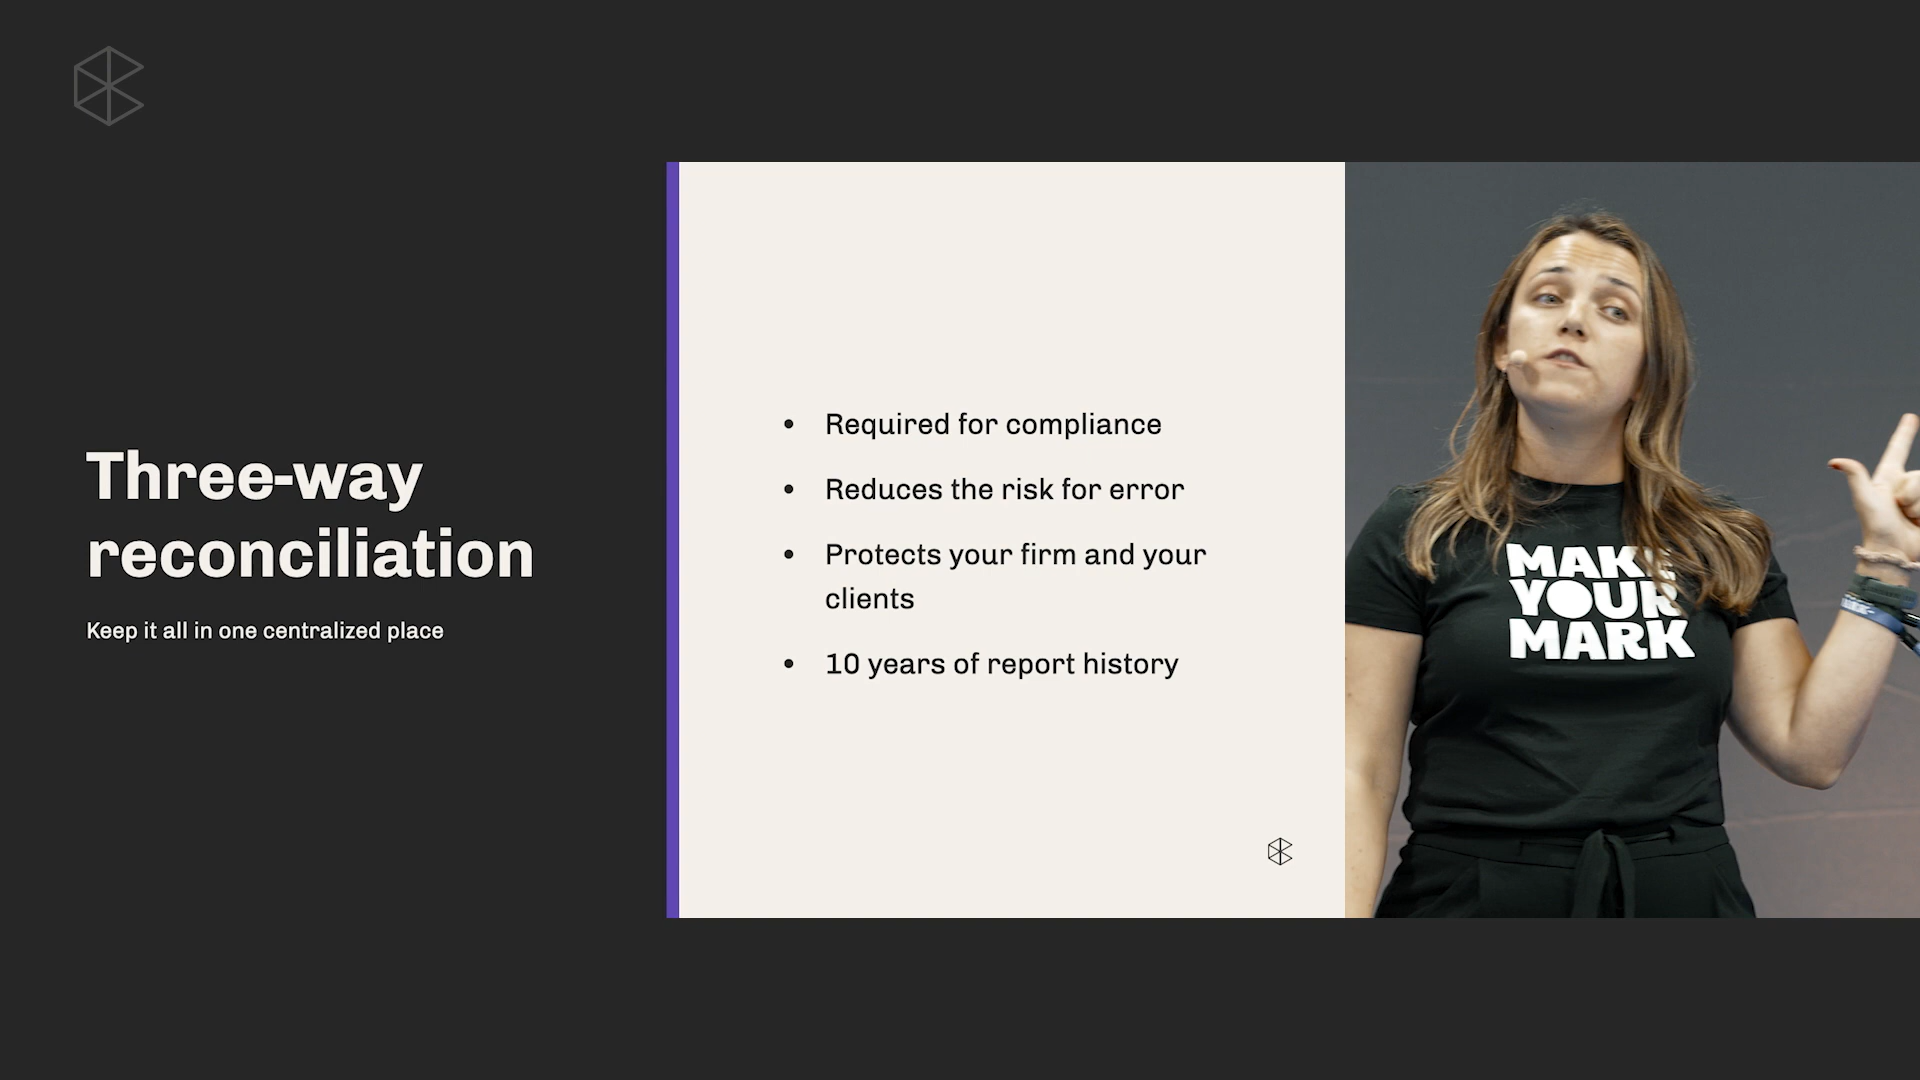 Three-way
reconciliation
Keep it all in one centralized place
• Required for compliance
• Reduces the risk for error
• Protects your firm and your
clients
• 10 years of report history
MAKE
YOUR
MARK